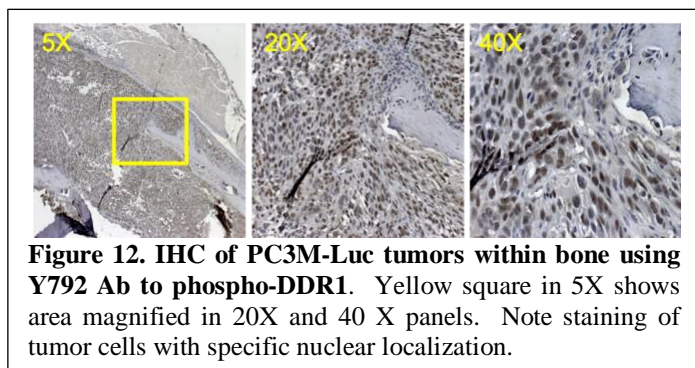 5X 20X 40X
Figure 12. IHC of PC3M-Luc tumors within bone using
Y792 Ab to phospho-DDR1. Yellow square in 5X shows
area magnified in 20X and 40 X panels. Note staining of
tumor cells with specific nuclear localization.